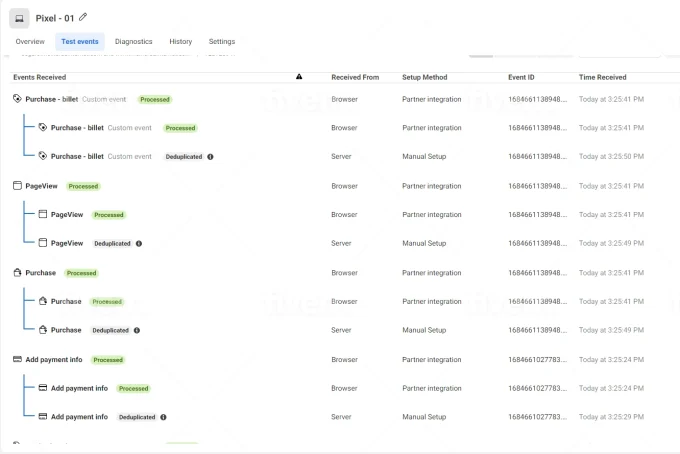 Pixel - 01
Overview Test events Diagnostics History Settings
Events Received Received From Setup Method Event ID Time Received
Purchase - billet Custom event Processed Browser Partner integration 1684661138948... Today at 3:25:41 PM
Purchase - billet Custom event Processed Browser Partner integration 1684661138948... Today at 3:25:41 PM
Purchase - billet Custom event Deduplicated Server Manual Setup 1684661138948... Today at 3:25:50 PM
PageView Processed Browser Partner integration 1684661138948... Today at 3:25:41 PM
PageView Processed Browser Partner integration 1684661138948... Today at 3:25:41 PM
PageView Deduplicated Server Manual Setup 1684661138948... Today at 3:25:49 PM
Purchase Processed Browser Partner integration 1684661138948... Today at 3:25:41 PM
Purchase Processed Browser Partner integration 1684661138948... Today at 3:25:41 PM
Purchase Deduplicated Server Manual Setup 1684661138948... Today at 3:25:49 PM
Add payment info Processed Browser Partner integration 1684661027783... Today at 3:25:24 PM
Add payment info Processed Browser Partner integration 1684661027783... Today at 3:25:24 PM
Add payment info Deduplicated Server Manual Setup 1684661027783... Today at 3:25:29 PM